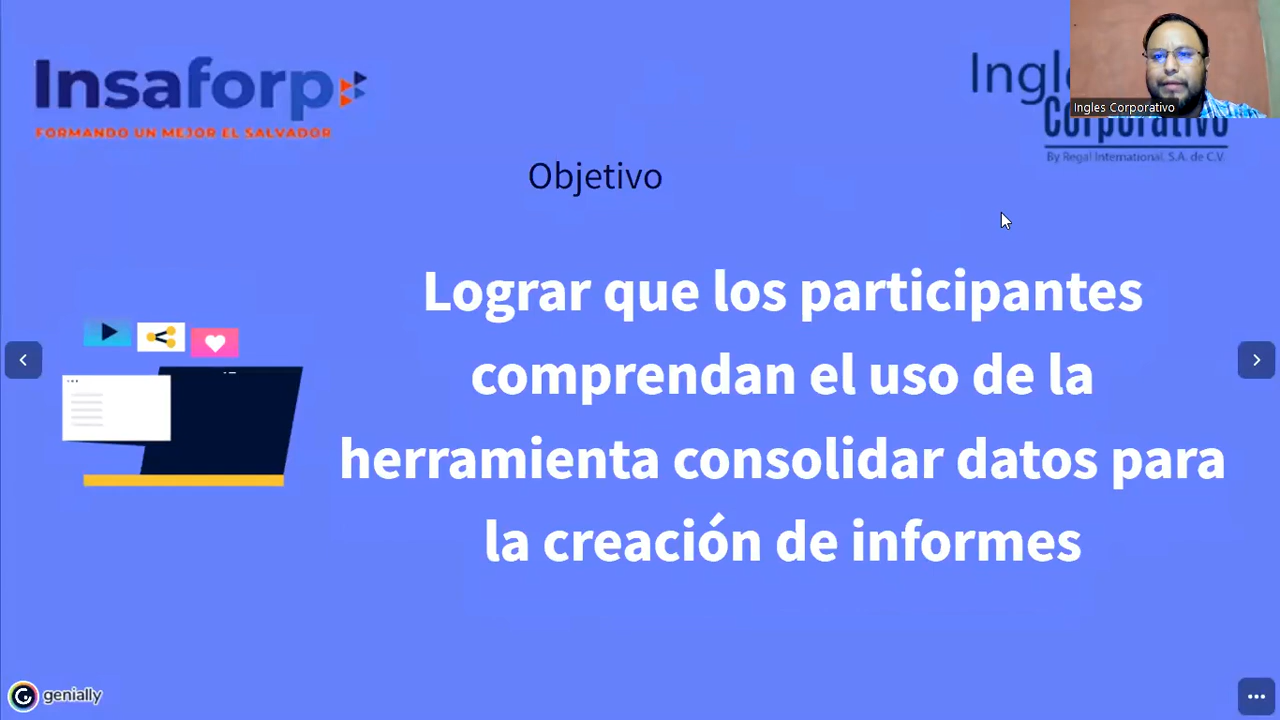 Insaforp
FORMANDO UN MEJOR EL SALVADOR
Ingles Corporativo
Corporativo
By Regal International, S.A. de C.V.
Objetivo
Lograr que los participantes
comprendan el uso de la
herramienta consolidar datos para
la creación de informes
genially